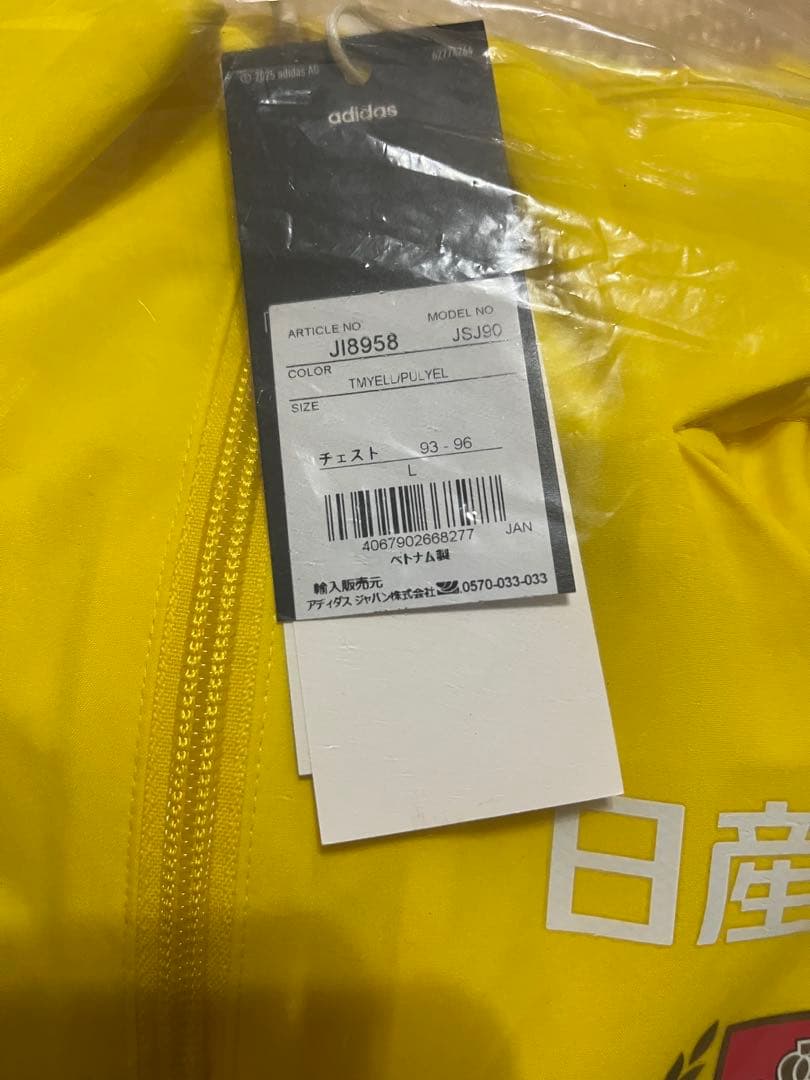 © 2025 adidas AG
62774264
adidas
ARTICLE NO
MODEL NO
JI8958
JSJ90
COLOR
TMYELL/PULYEL
SIZE
チェスト 93 - 96
L
4067902668277 JAN
ベトナム製
輸入販売元
アディダス ジャパン株式会社 0570-033-033
日産